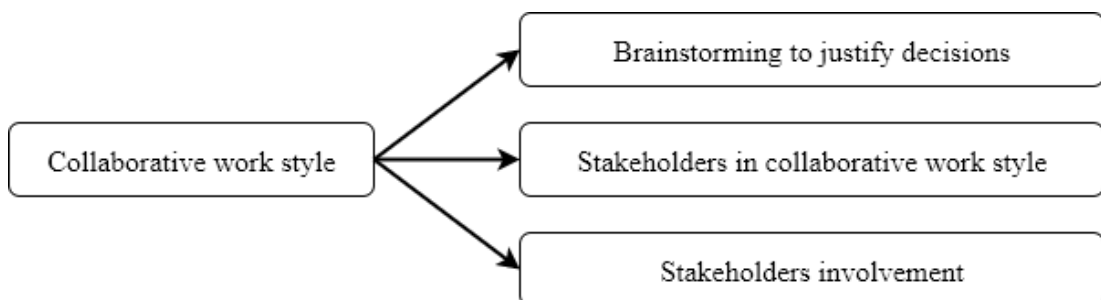 Brainstorming to justify decisions
Collaborative work style
Stakeholders in collaborative work style
Stakeholders involvement